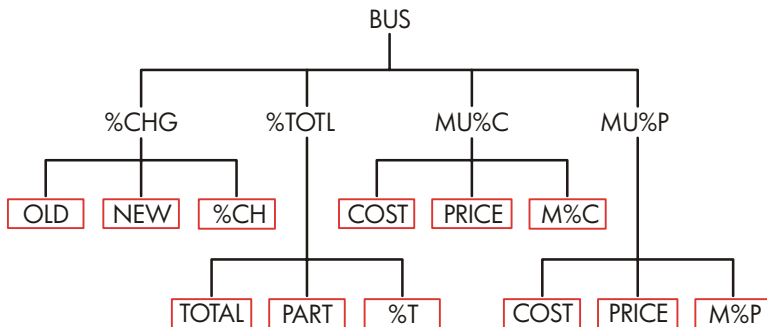 BUS
%CHG %TOTL MU%C MU%P
OLD NEW %CH COST PRICE M%C
TOTAL PART %T COST PRICE M%P